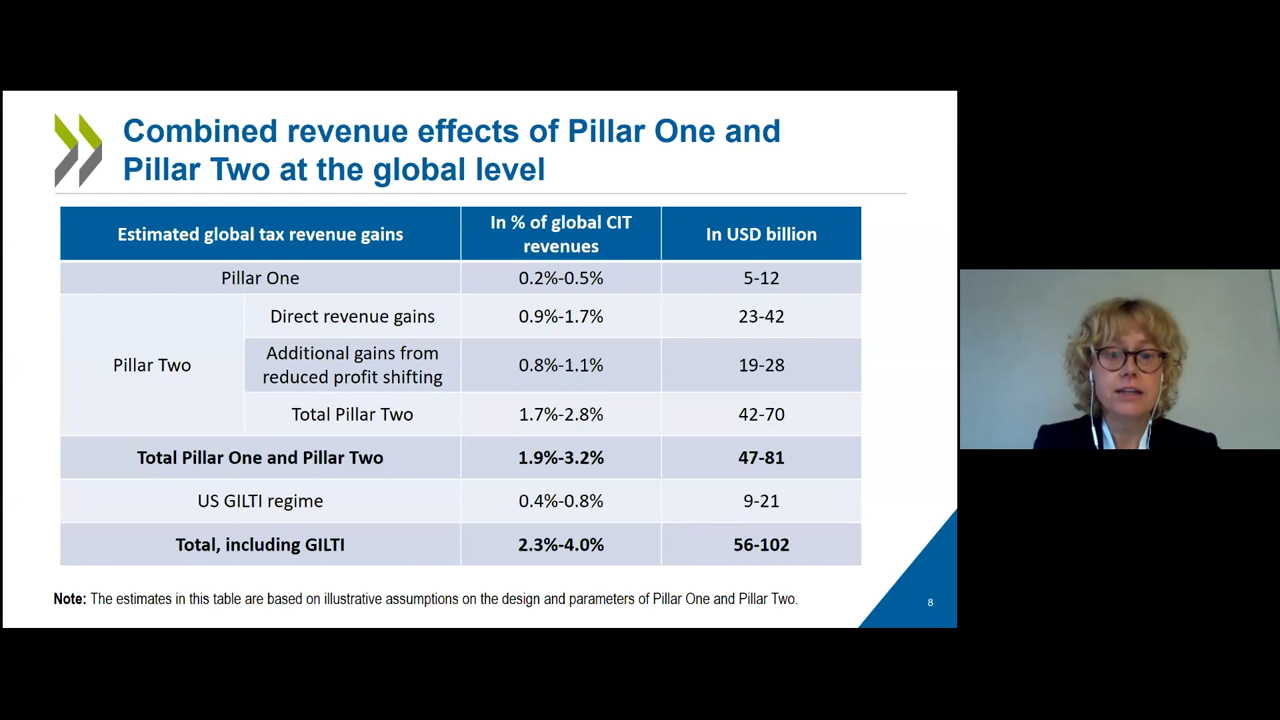 Combined revenue effects of Pillar One and
Pillar Two at the global level
Estimated global tax revenue gains
In % of global CIT
revenues
In USD billion
Pillar One
0.2%-0.5%
5-12
Pillar Two
Direct revenue gains
0.9%-1.7%
23-42
Additional gains from
reduced profit shifting
0.8%-1.1%
19-28
Total Pillar Two
1.7%-2.8%
42-70
Total Pillar One and Pillar Two
1.9%-3.2%
47-81
US GILTI regime
0.4%-0.8%
9-21
Total, including GILTI
2.3%-4.0%
56-102
Note: The estimates in this table are based on illustrative assumptions on the design and parameters of Pillar One and Pillar Two.
8